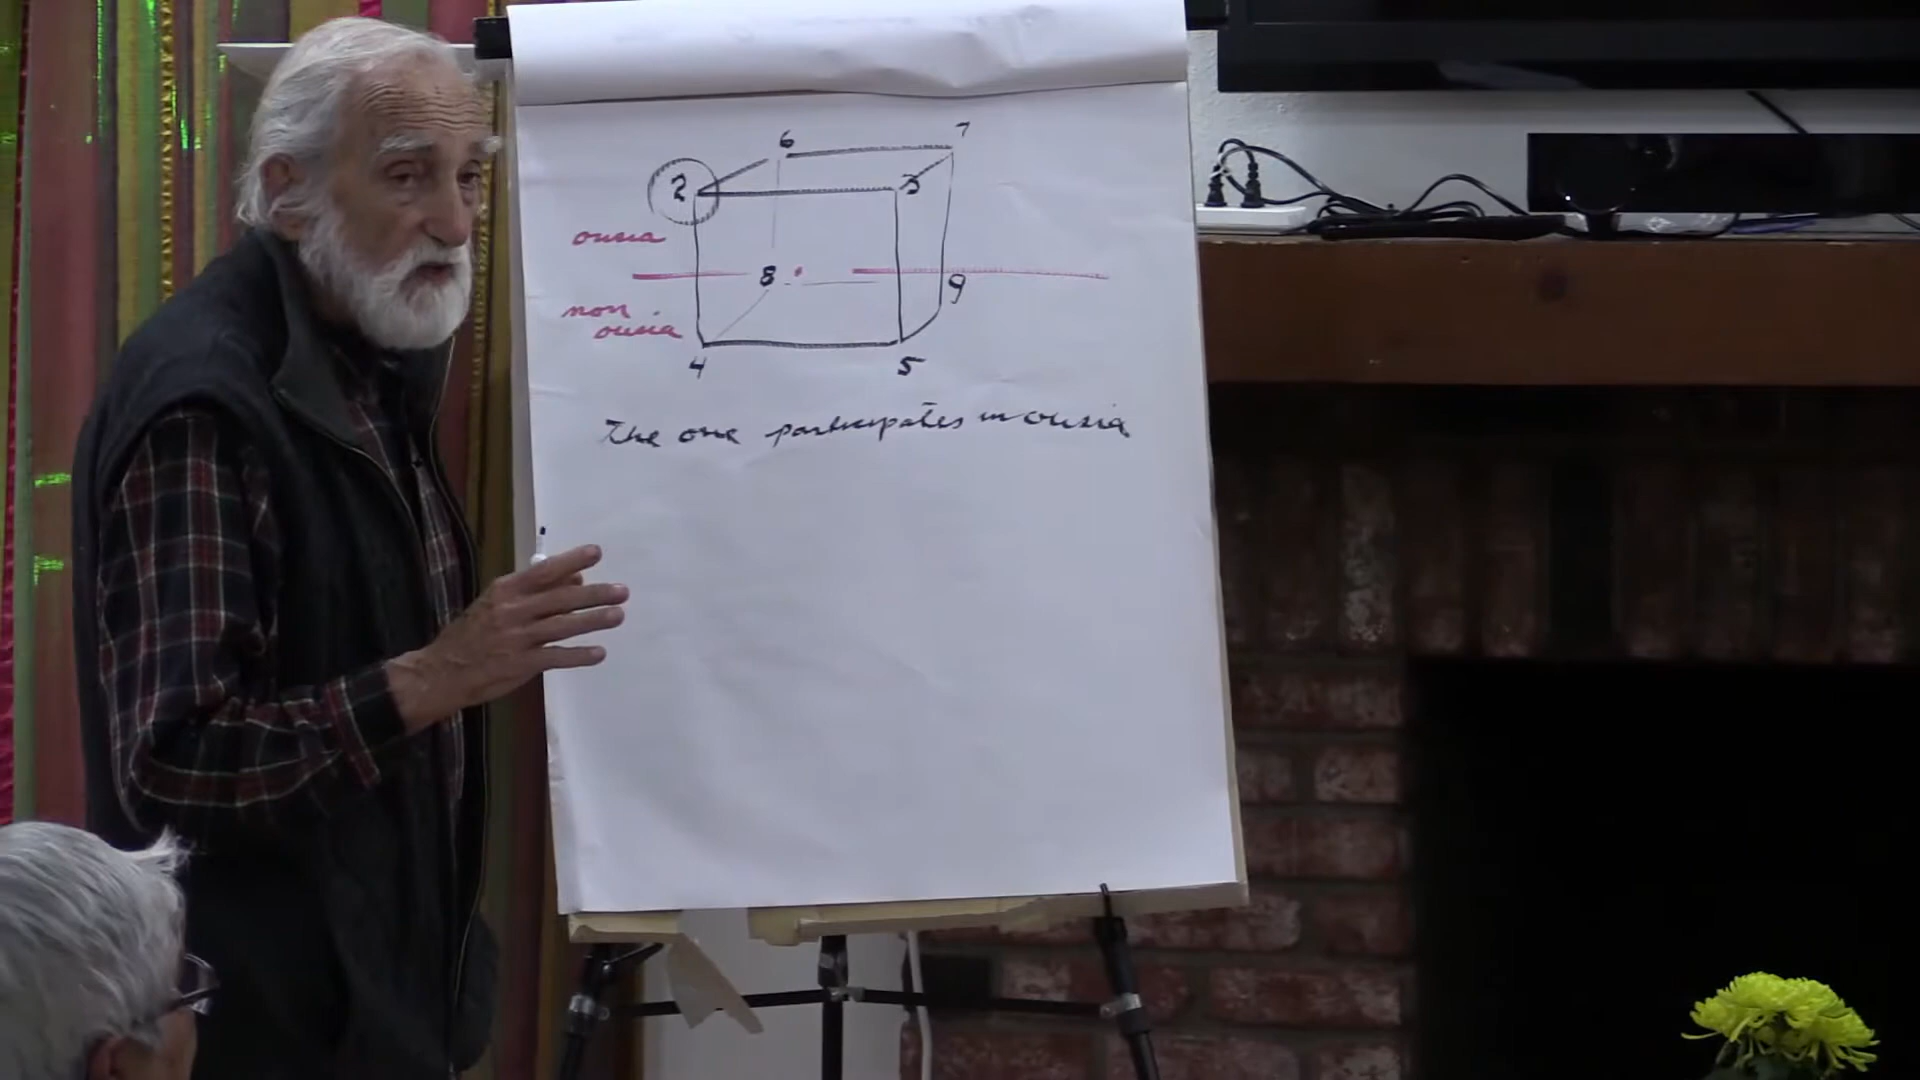 6 7
2 3
ousia
8 9
non
ousia
4 5
The one participates in ousia